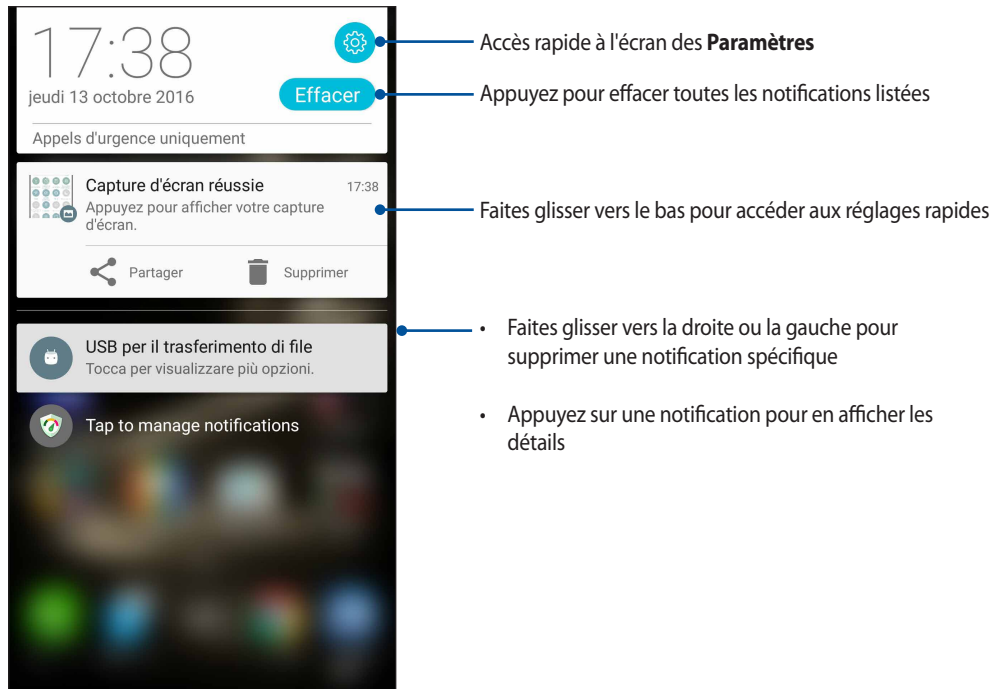 17:38
jeudi 13 octobre 2016
Effacer
Appels d'urgence uniquement
Capture d'écran réussie 17:38
Appuyez pour afficher votre capture
d'écran.
Partager Supprimer
USB per il trasferimento di file
Tocca per visualizzare più opzioni.
Tap to manage notifications
Accès rapide à l'écran des Paramètres
Appuyez pour effacer toutes les notifications listées
Faites glisser vers le bas pour accéder aux réglages rapides
• Faites glisser vers la droite ou la gauche pour
supprimer une notification spécifique
• Appuyez sur une notification pour en afficher les
détails